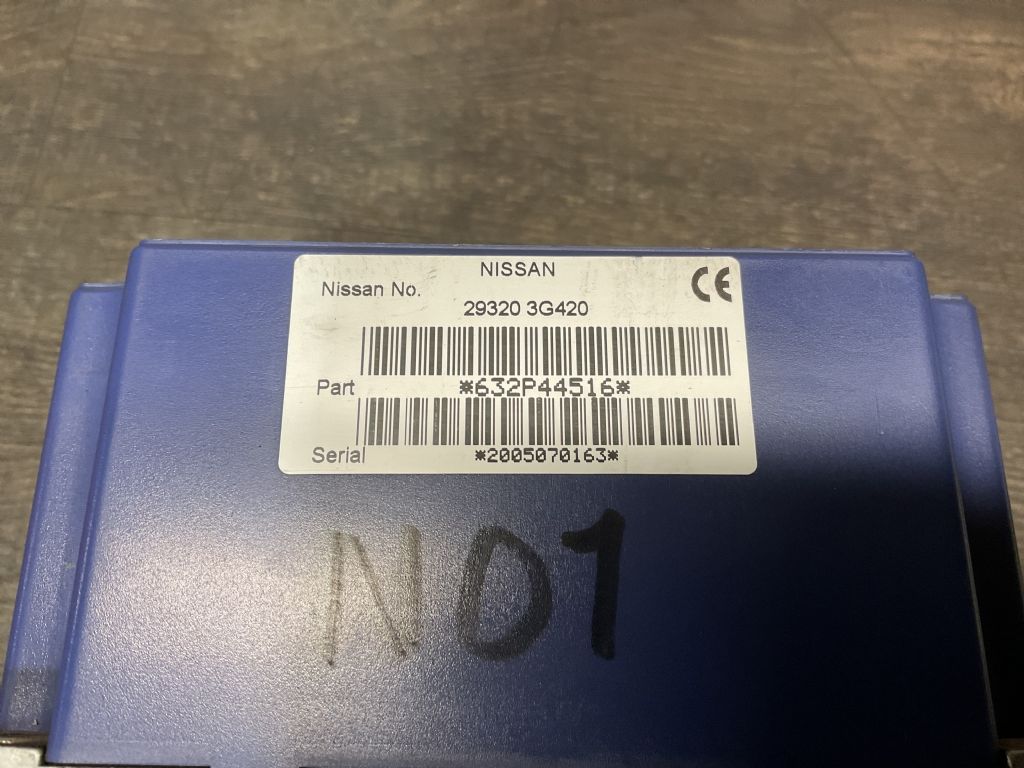 NISSAN
Nissan No.
CE
29320 3G420
Part
*632P44516*
Serial
*2005070163*
N01